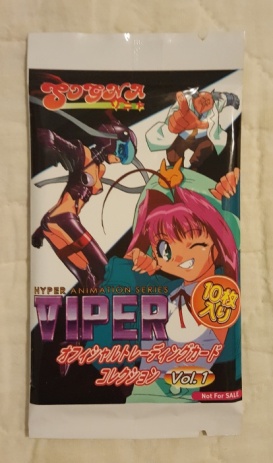 HYPER ANIMATION SERIES
VIPER
10枚
入り
オフィシャルトレーディングカード
コレクション Vol.1
Not For SALE